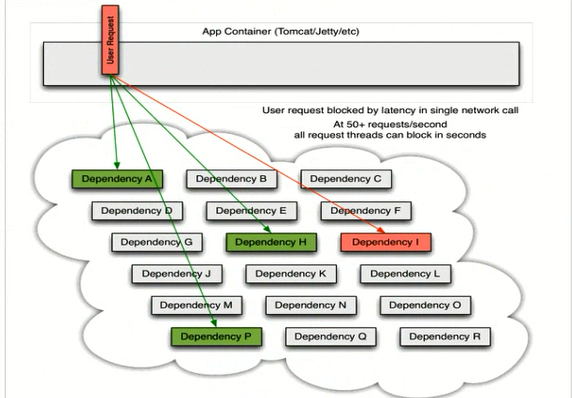 User Request
App Container (Tomcat/Jetty/etc)
User request blocked by latency in single network call
At 50+ requests/second
all request threads can block in seconds
Dependency A
Dependency B
Dependency C
Dependency D
Dependency E
Dependency F
Dependency G
Dependency H
Dependency I
Dependency J
Dependency K
Dependency L
Dependency M
Dependency N
Dependency O
Dependency P
Dependency Q
Dependency R